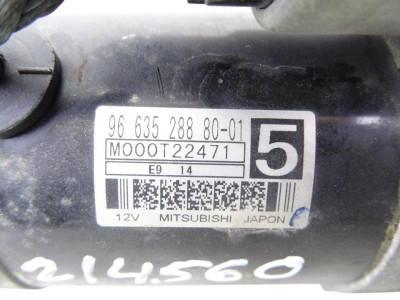 96 635 288 80-01
M000T22471
5
E9 14
12V MITSUBISHI JAPON
214560